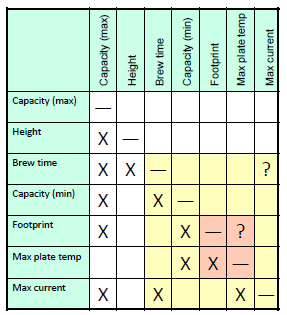 Capacity (max) Height Brew time Capacity (min) Footprint Max plate temp Max current
Capacity (max) —
Height X —
Brew time X X — ?
Capacity (min) X X —
Footprint X X — ?
Max plate temp X X —
Max current X X X —